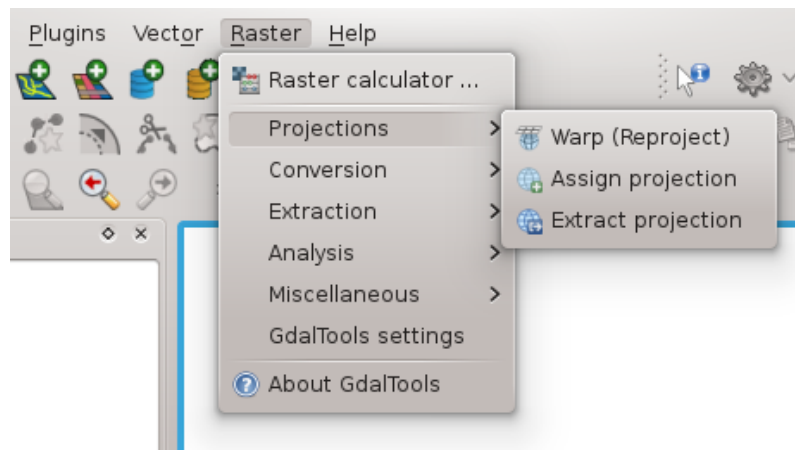 Plugins Vector Raster Help
Raster calculator ...
Projections
Warp (Reproject)
Conversion
Assign projection
Extraction
Extract projection
Analysis
Miscellaneous
GdalTools settings
About GdalTools